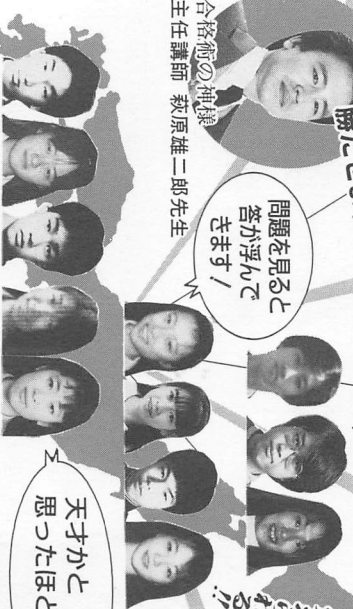 合格術の神様
主任講師 萩原雄二郎先生
問題を見ると
答が浮んで
きます!
天才かと
思ったほど